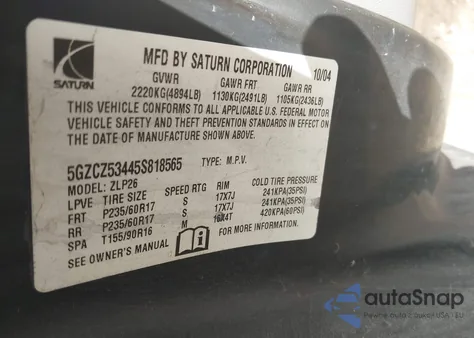 MFD BY SATURN CORPORATION 10/04
SATURN
GVWR GAWR FRT GAWR RR
2220KG(4894LB) 1130KG(2491LB) 1105KG(2436LB)
THIS VEHICLE CONFORMS TO ALL APPLICABLE U.S. FEDERAL MOTOR
VEHICLE SAFETY AND THEFT PREVENTION STANDARDS IN EFFECT ON
THE DATE OF MANUFACTURE SHOWN ABOVE.
5GZCZ53445S818565 TYPE: M.P.V.
MODEL: ZLP26
LPVE TIRE SIZE SPEED RTG RIM COLD TIRE PRESSURE
FRT P235/60R17 S 17X7J 241KPA(35PSI)
RR P235/60R17 S 17X7J 241KPA(35PSI)
SPA T155/90R16 M 16X4T 420KPA(60PSI)
SEE OWNER'S MANUAL FOR MORE INFORMATION.
autoSnap